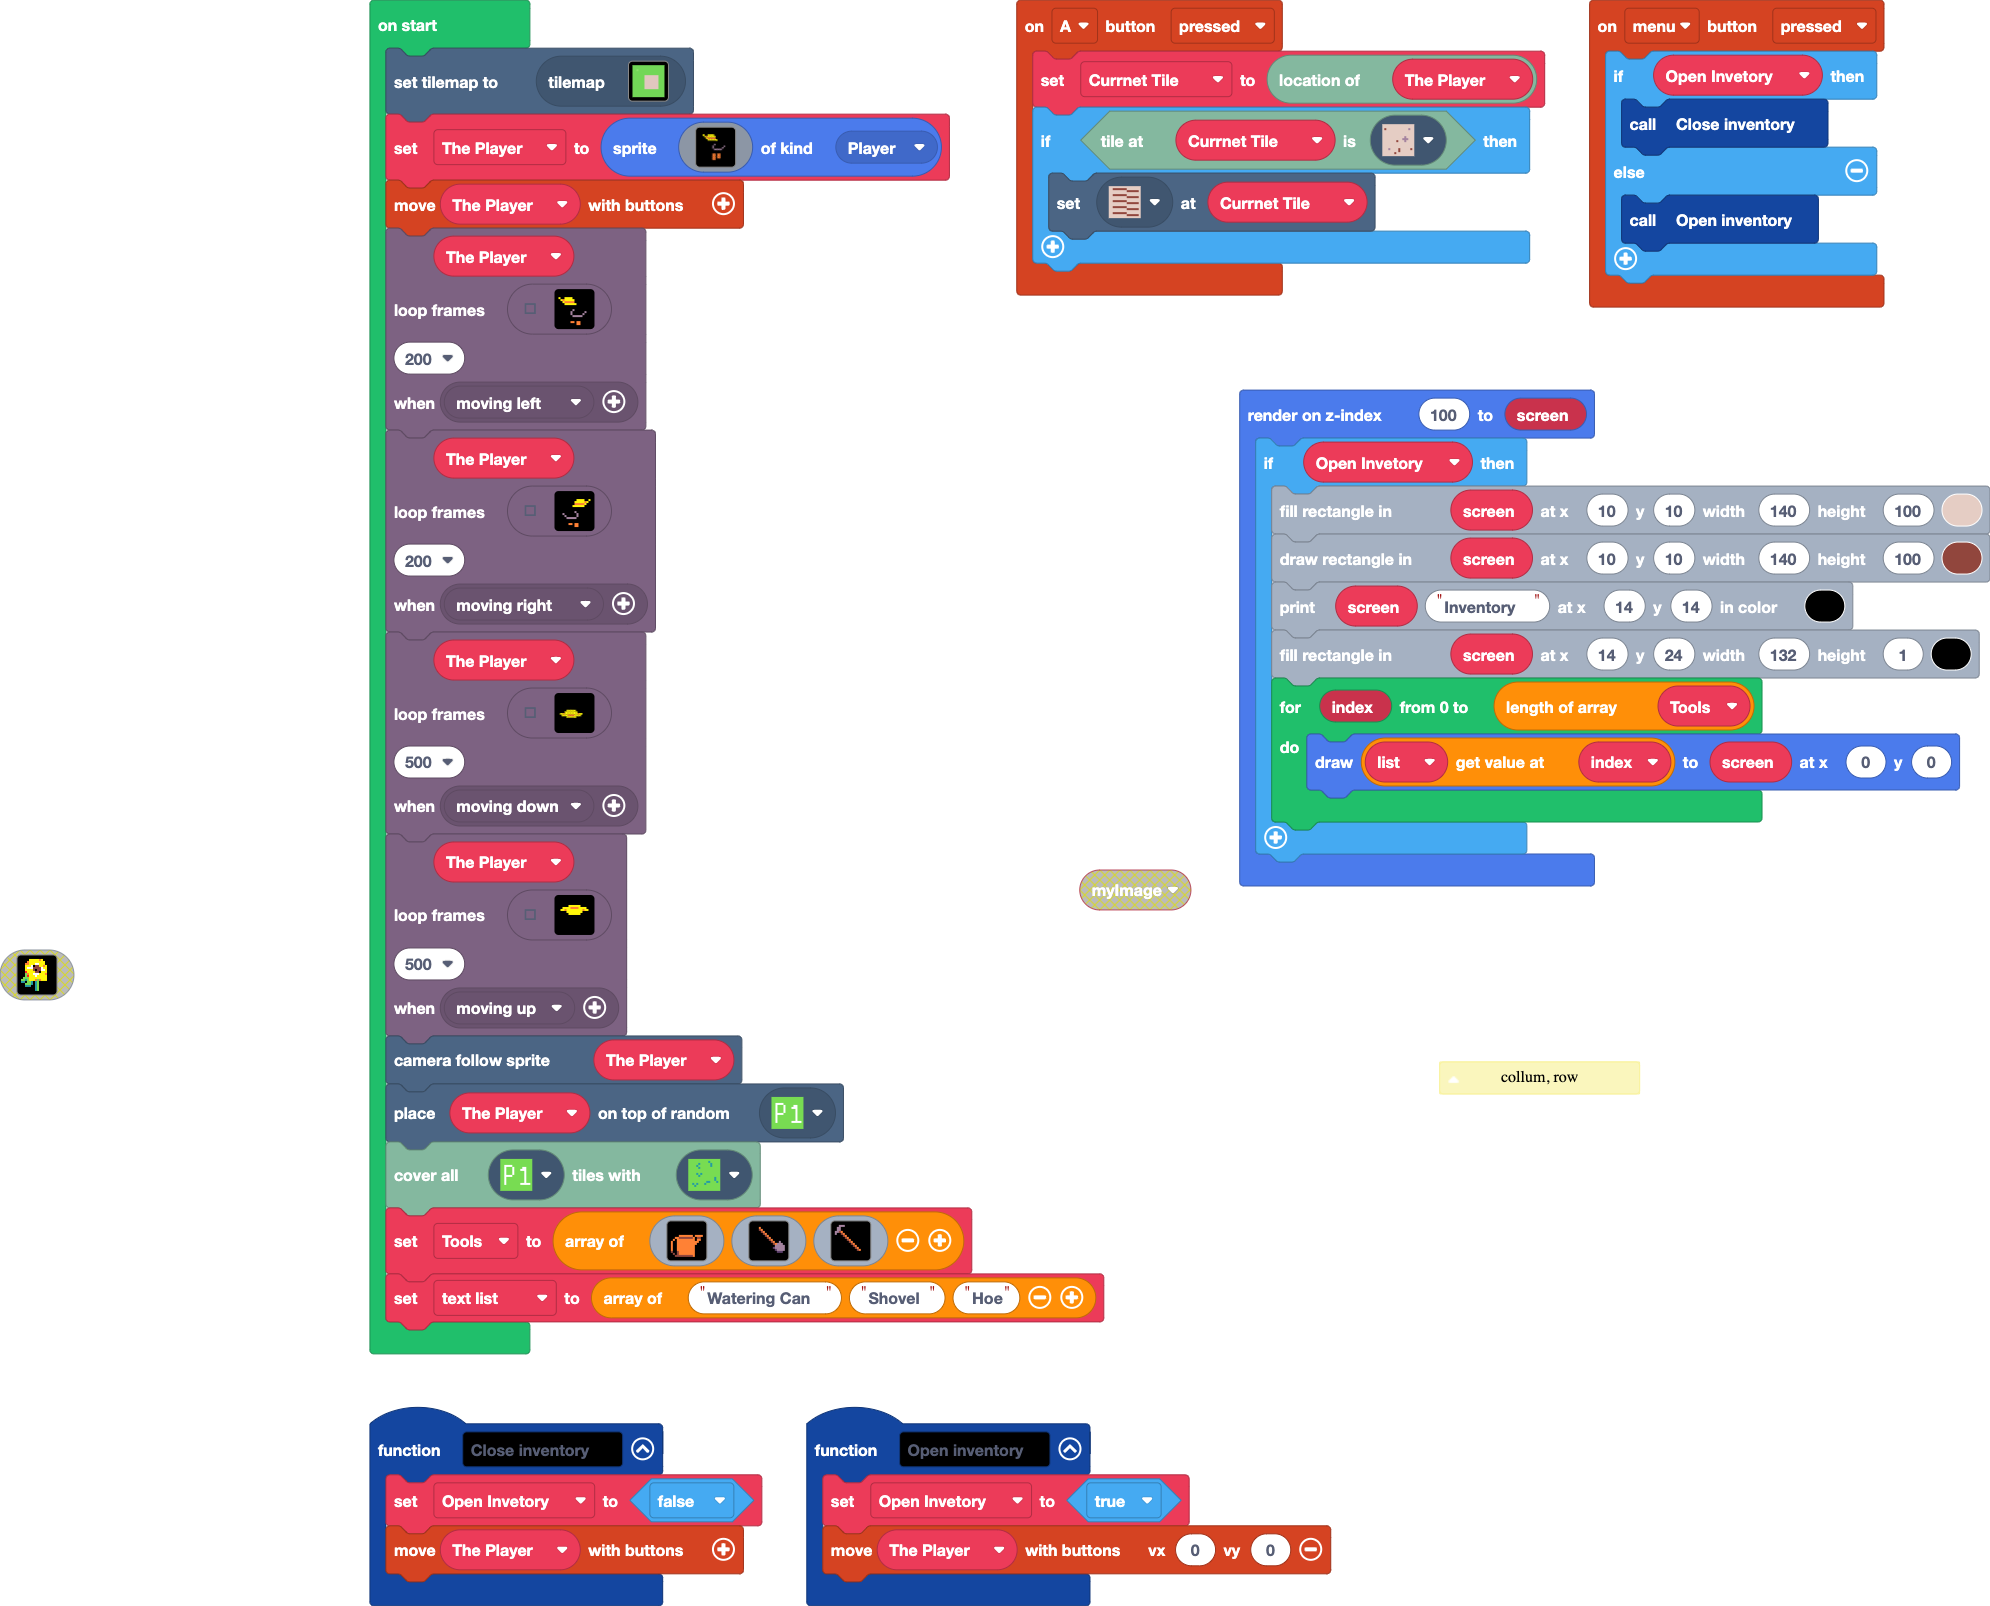 on start
set tilemap to tilemap
set The Player to sprite of kind Player
move The Player with buttons
The Player
loop frames
200
when moving left
The Player
loop frames
200
when moving right
The Player
loop frames
500
when moving down
The Player
loop frames
500
when moving up
camera follow sprite The Player
place The Player on top of random P1
cover all P1 tiles with
set Tools to array of
set text list to array of "Watering Can" "Shovel" "Hoe"
on A button pressed
set Currnet Tile to location of The Player
if tile at Currnet Tile is then
set at Currnet Tile
on menu button pressed
if Open Invetory then
call Close inventory
else
call Open inventory
render on z-index 100 to screen
if Open Invetory then
fill rectangle in screen at x 10 y 10 width 140 height 100
draw rectangle in screen at x 10 y 10 width 140 height 100
print screen "Inventory" at x 14 y 14 in color
fill rectangle in screen at x 14 y 24 width 132 height 1
for index from 0 to length of array Tools
do
draw list get value at index to screen at x 0 y 0
myImage
collum, row
function Close inventory
set Open Invetory to false
move The Player with buttons
function Open inventory
set Open Invetory to true
move The Player with buttons vx 0 vy 0